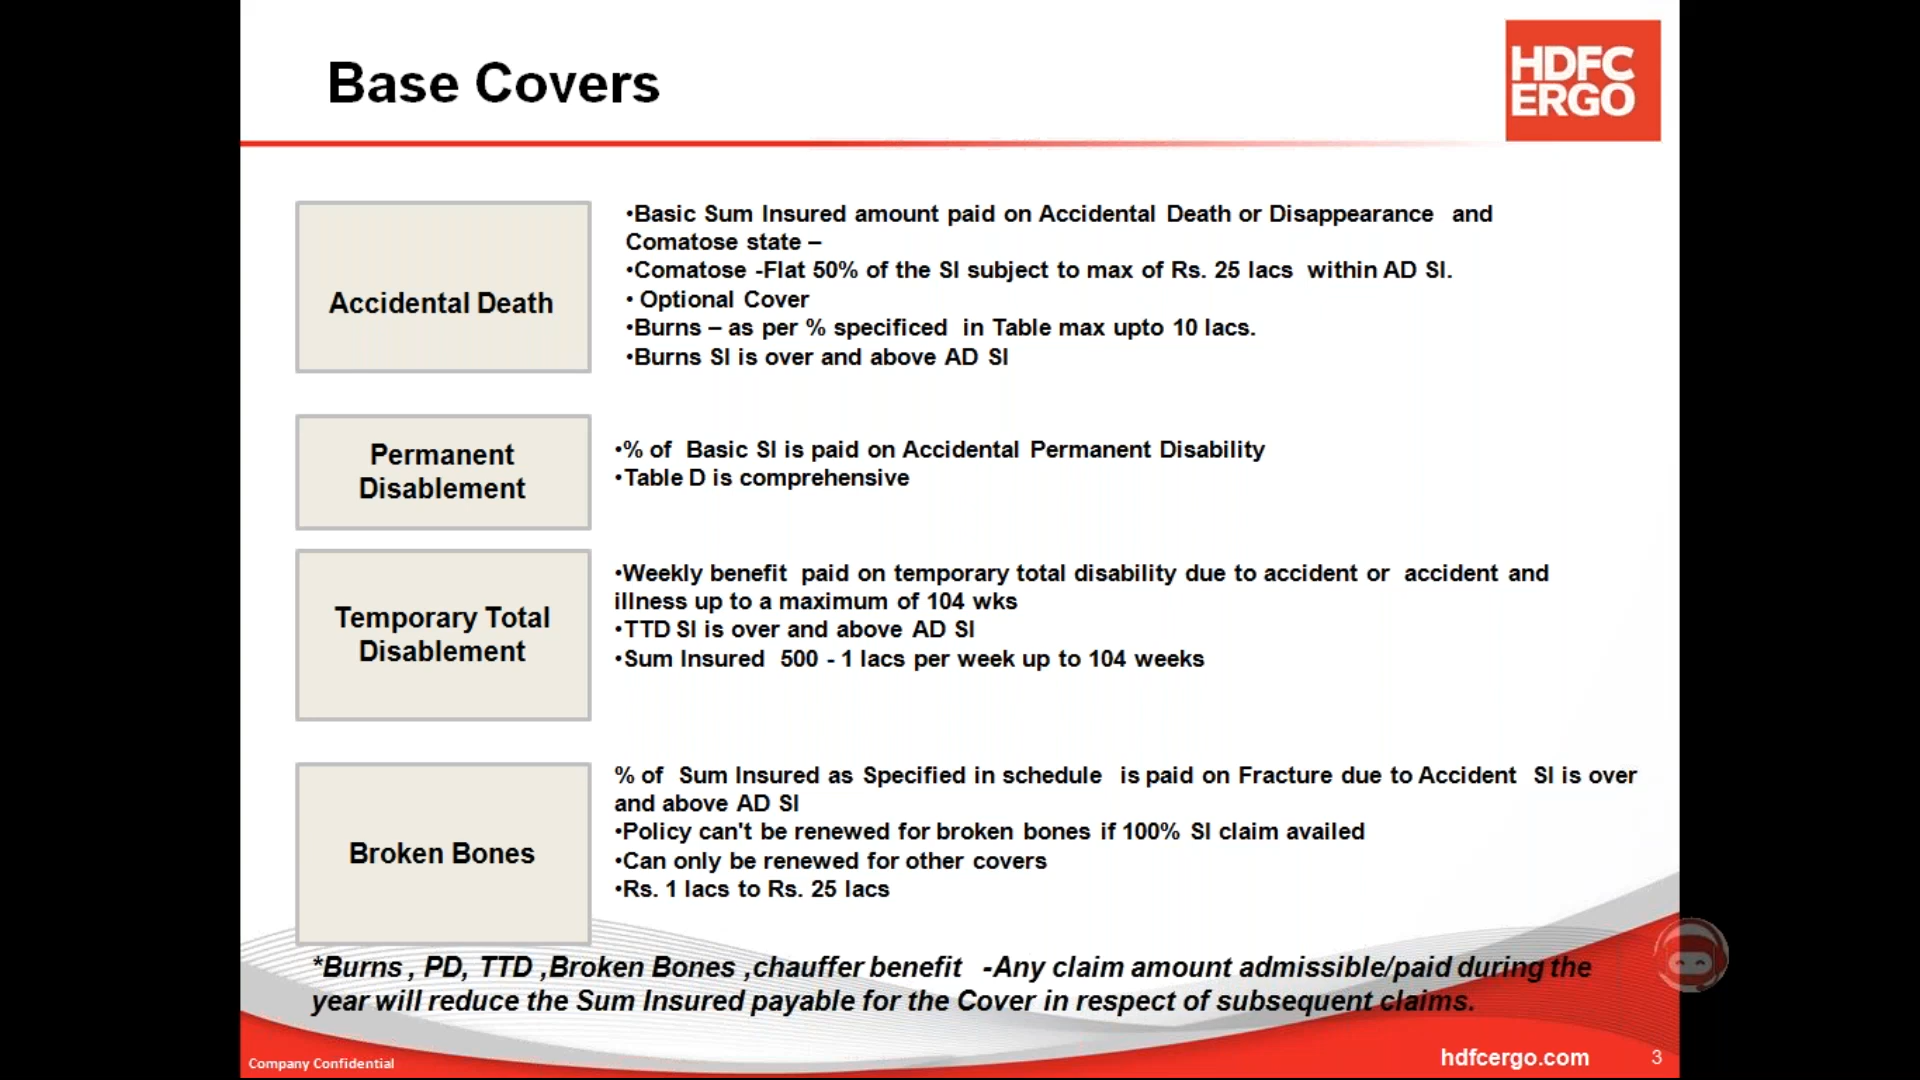 Base Covers
HDFC
ERGO
Accidental Death
•Basic Sum Insured amount paid on Accidental Death or Disappearance and
Comatose state –
•Comatose -Flat 50% of the SI subject to max of Rs. 25 lacs within AD SI.
• Optional Cover
•Burns – as per % specificed in Table max upto 10 lacs.
•Burns SI is over and above AD SI
Permanent
Disablement
•% of Basic SI is paid on Accidental Permanent Disability
•Table D is comprehensive
Temporary Total
Disablement
•Weekly benefit paid on temporary total disability due to accident or accident and
illness up to a maximum of 104 wks
•TTD SI is over and above AD SI
•Sum Insured 500 - 1 lacs per week up to 104 weeks
Broken Bones
% of Sum Insured as Specified in schedule is paid on Fracture due to Accident SI is over
and above AD SI
•Policy can't be renewed for broken bones if 100% SI claim availed
•Can only be renewed for other covers
•Rs. 1 lacs to Rs. 25 lacs
*Burns , PD, TTD ,Broken Bones ,chauffer benefit -Any claim amount admissible/paid during the
year will reduce the Sum Insured payable for the Cover in respect of subsequent claims.
Company Confidential
hdfcergo.com
3